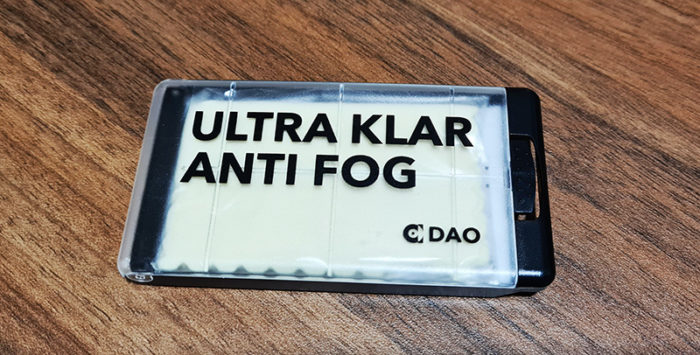 ULTRA KLAR
ANTI FOG
DAO